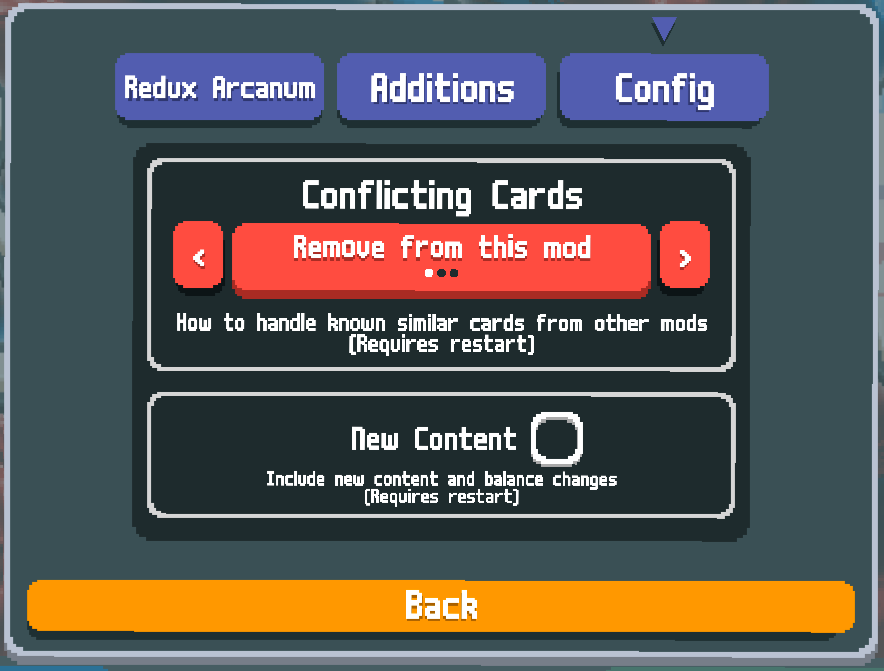 Redux Arcanum Additions Config
Conflicting Cards
< Remove from this mod >
How to handle known similar cards from other mods
(Requires restart)
New Content
Include new content and balance changes
(Requires restart)
Back